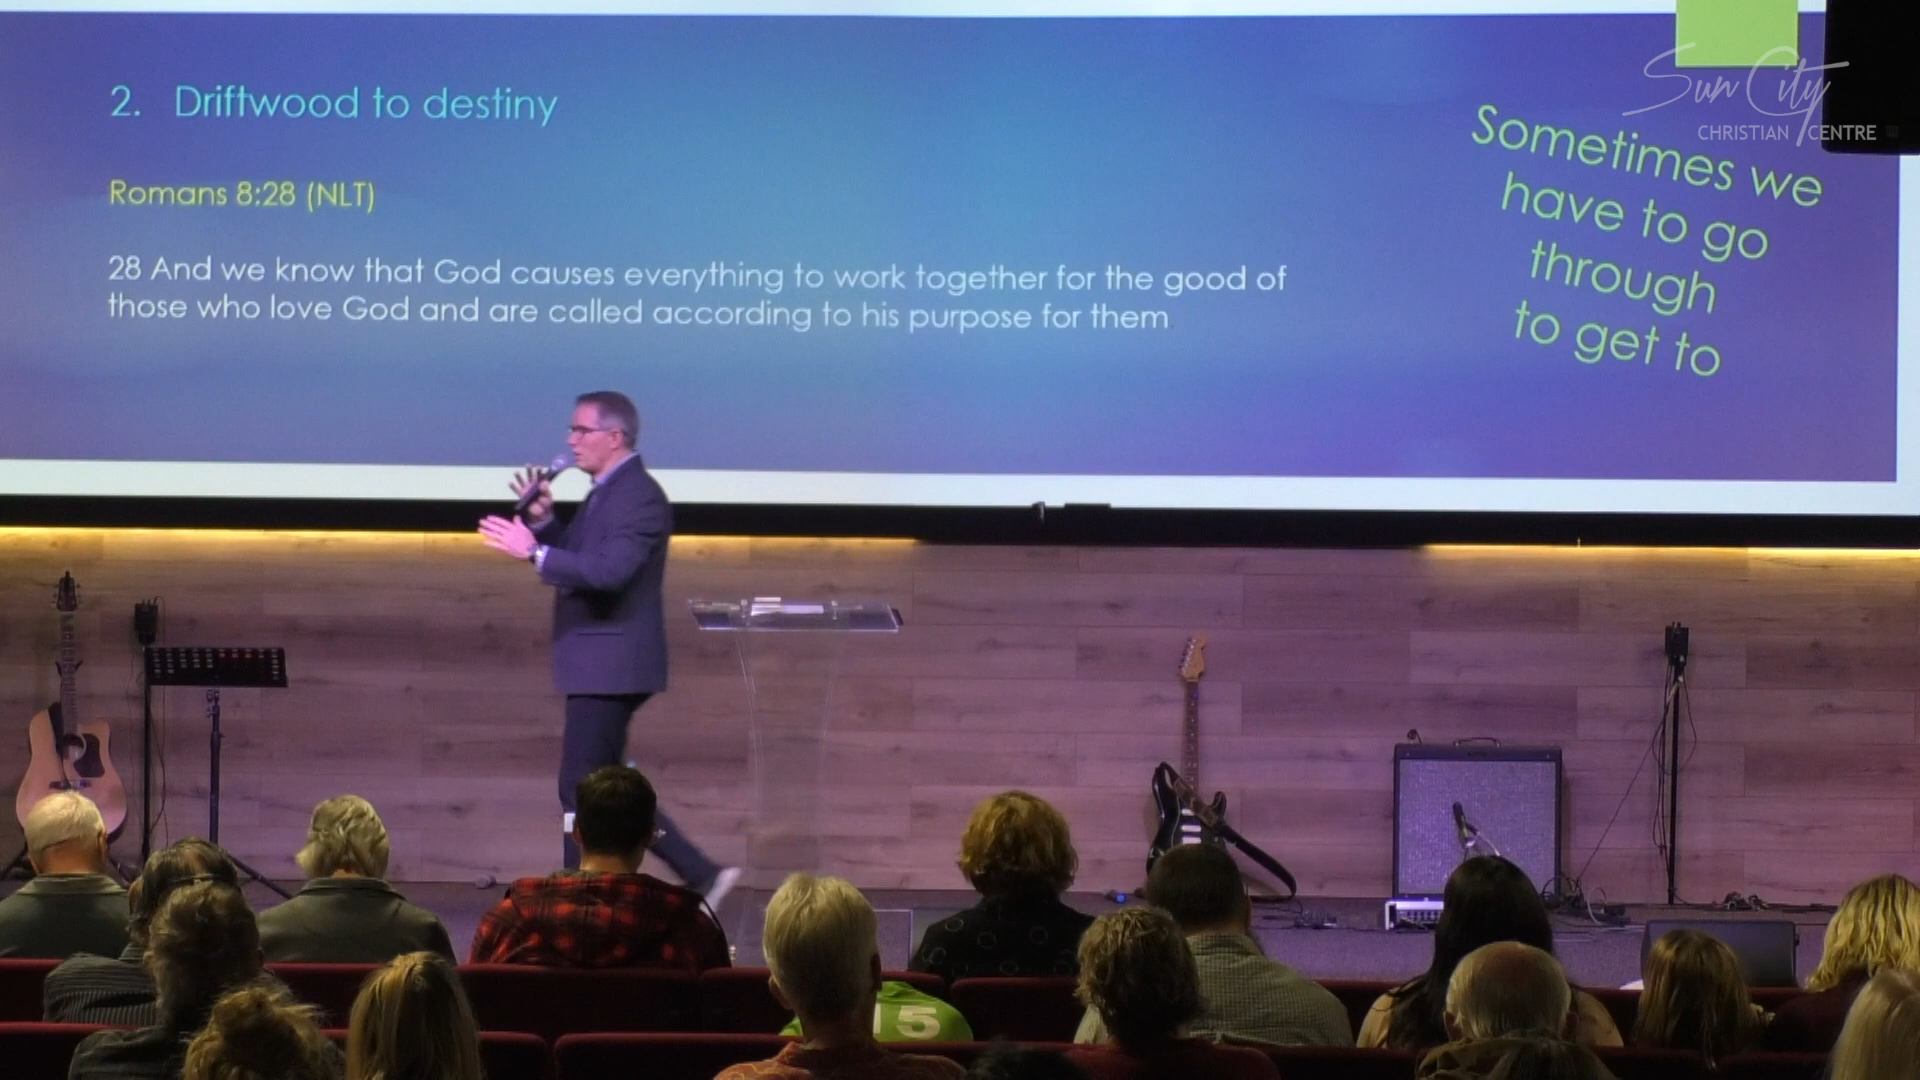 2. Driftwood to destiny
Romans 8:28 (NLT)
28 And we know that God causes everything to work together for the good of
those who love God and are called according to his purpose for them
Sun City
CHRISTIAN CENTRE
Sometimes we
have to go
through
to get to
15